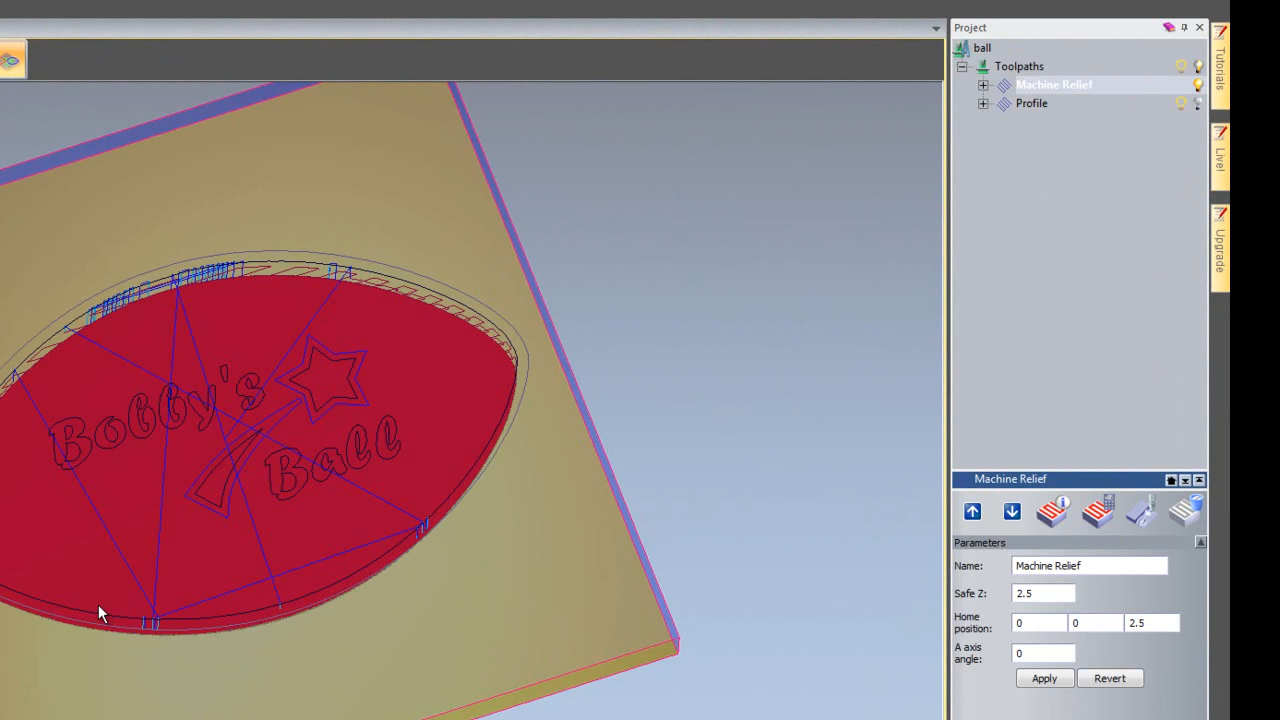 Project
ball
Toolpaths
Machine Relief
Profile
Tutorials
Live!
Upgrade
Bobby's
Ball
Machine Relief
Parameters
Name: Machine Relief
Safe Z: 2.5
Home position: 0 0 2.5
A axis angle: 0
Apply Revert